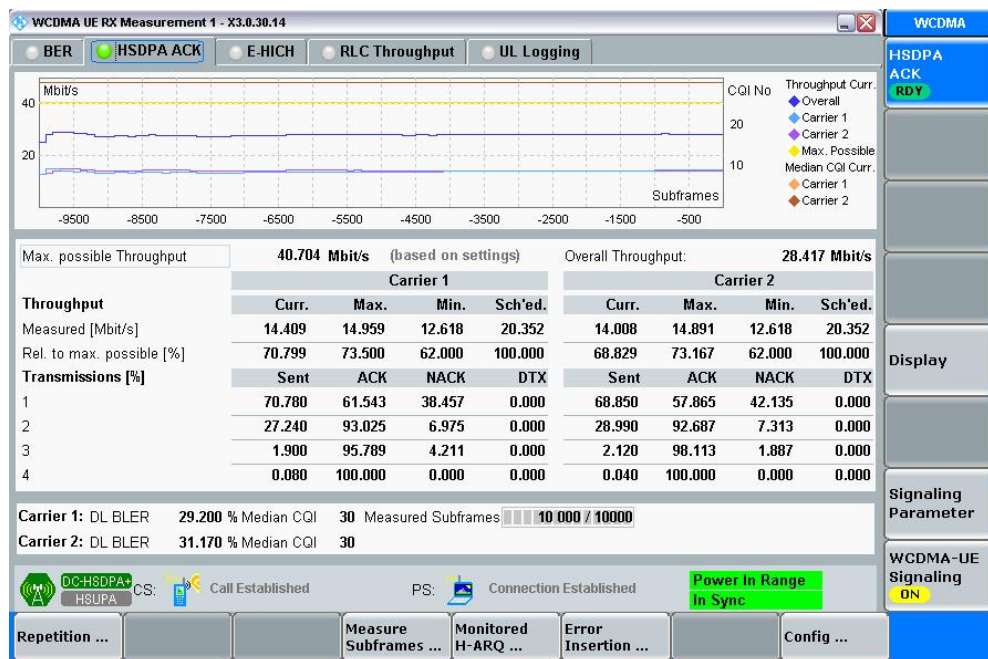 WCDMA UE RX Measurement 1 - X3.0.30.14
WCDMA
BER HSDPA ACK E-HICH RLC Throughput UL Logging
HSDPA
ACK
RDY
Mbit/s
40
20
CQI No
20
10
Subframes
-9500 -8500 -7500 -6500 -5500 -4500 -3500 -2500 -1500 -500
Throughput Curr.
Overall
Carrier 1
Carrier 2
Max. Possible
Median CQI Curr.
Carrier 1
Carrier 2
Max. possible Throughput 40.704 Mbit/s (based on settings) Overall Throughput: 28.417 Mbit/s
Carrier 1 Carrier 2
Throughput Curr. Max. Min. Sch'ed. Curr. Max. Min. Sch'ed.
Measured [Mbit/s] 14.409 14.959 12.618 20.352 14.008 14.891 12.618 20.352
Rel. to max. possible [%] 70.799 73.500 62.000 100.000 68.829 73.167 62.000 100.000
Transmissions [%] Sent ACK NACK DTX Sent ACK NACK DTX
1 70.780 61.543 38.457 0.000 68.850 57.865 42.135 0.000
2 27.240 93.025 6.975 0.000 28.990 92.687 7.313 0.000
3 1.900 95.789 4.211 0.000 2.120 98.113 1.887 0.000
4 0.080 100.000 0.000 0.000 0.040 100.000 0.000 0.000
Carrier 1: DL BLER 29.200 % Median CQI 30 Measured Subframes 10 000 / 10000
Carrier 2: DL BLER 31.170 % Median CQI 30
DC-HSDPA+
HSUPA
CS: Call Established PS: Connection Established
Power In Range
In Sync
Display
Signaling
Parameter
WCDMA-UE
Signaling
ON
Repetition ...
Measure
Subframes ...
Monitored
H-ARQ ...
Error
Insertion ...
Config ...